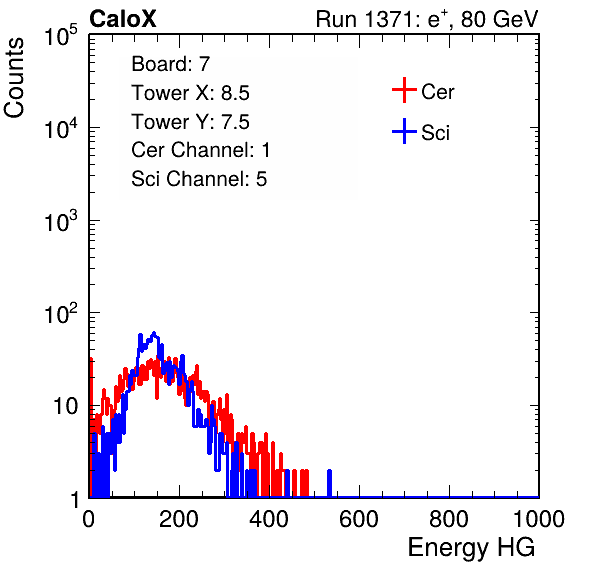 CaloX Run 1371: e⁺, 80 GeV
Counts
Board: 7
Tower X: 8.5
Tower Y: 7.5
Cer Channel: 1
Sci Channel: 5
Cer
Sci
10⁵
10⁴
10³
10²
10
1
0 200 400 600 800 1000
Energy HG